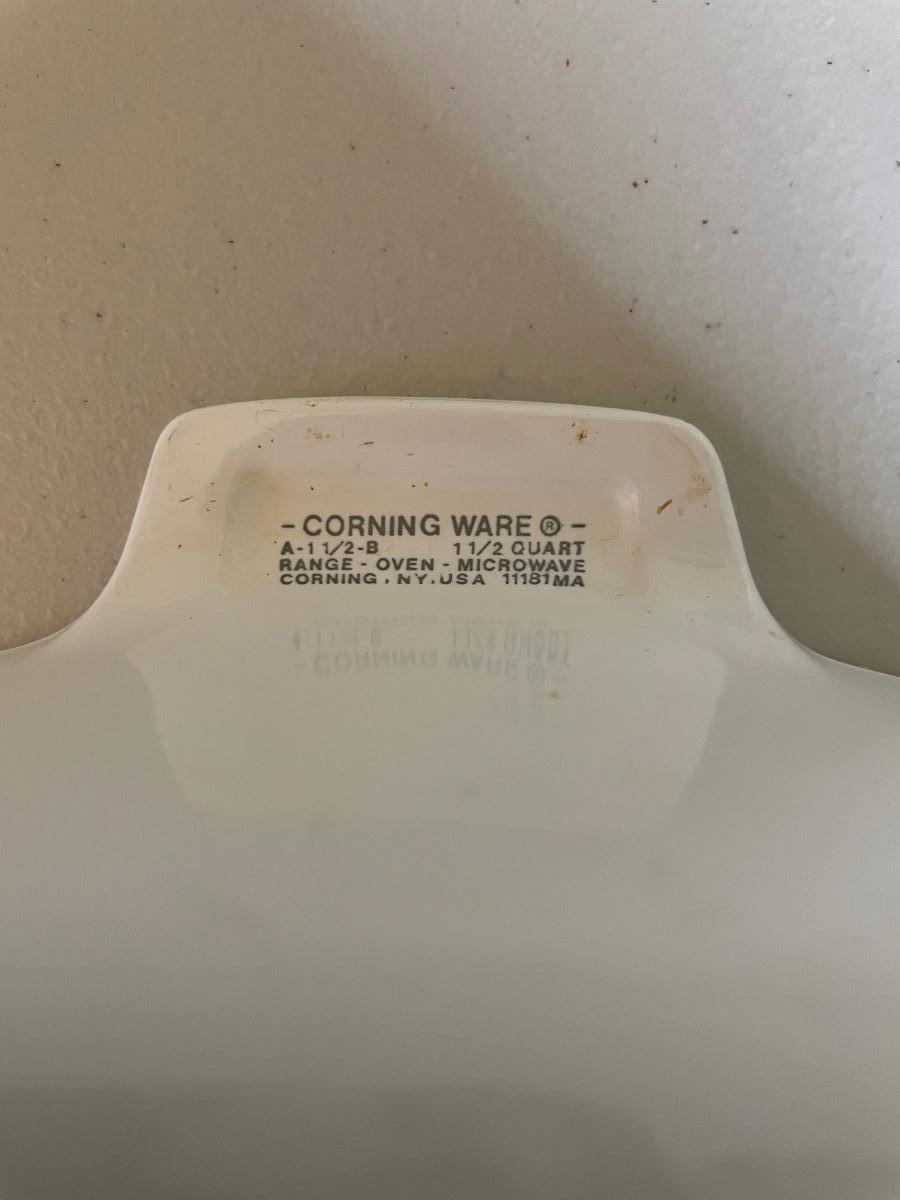 - CORNING WARE ® -
A-1 1/2-B 1 1/2 QUART
RANGE - OVEN - MICROWAVE
CORNING , NY. USA 11181MA